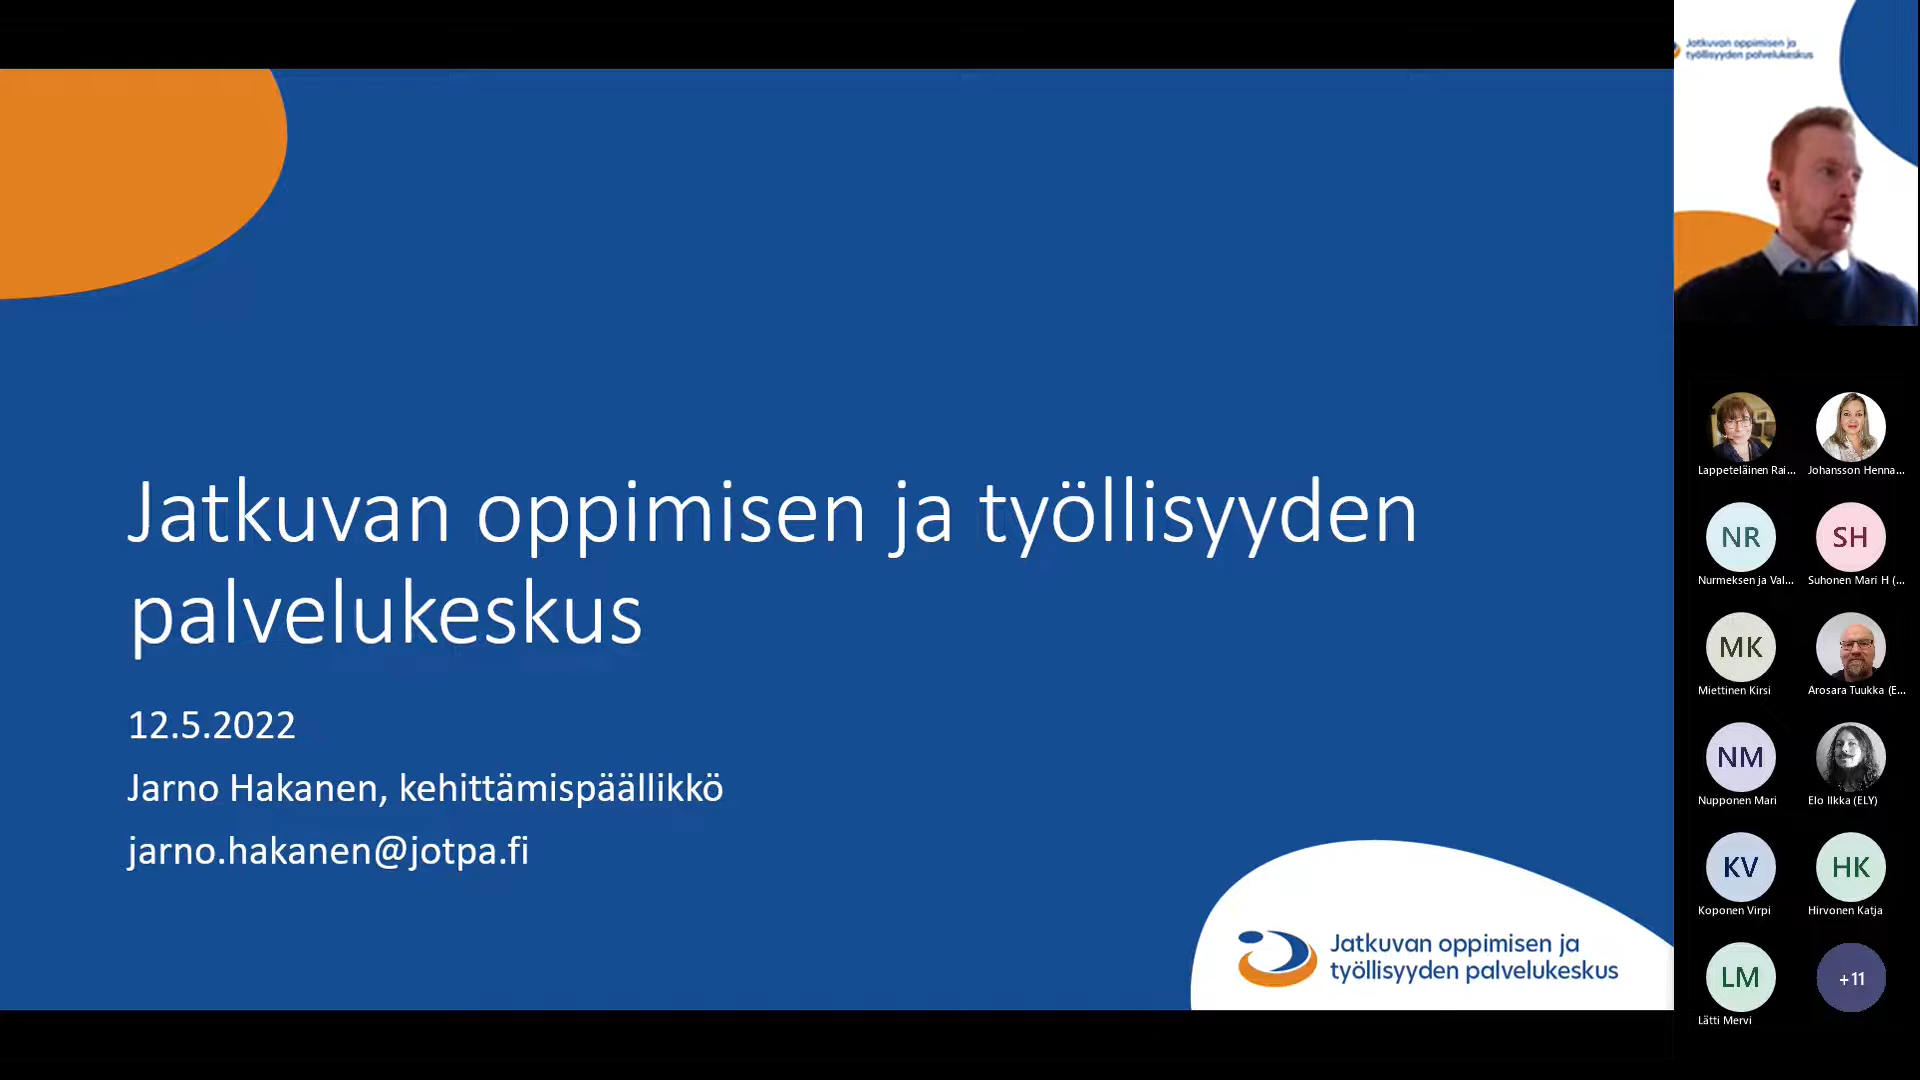 Jatkuvan oppimisen ja työllisyyden
palvelukeskus
12.5.2022
Jarno Hakanen, kehittämispäällikkö
jarno.hakanen@jotpa.fi
Jatkuvan oppimisen ja
työllisyyden palvelukeskus
Jatkuvan oppimisen ja
työllisyyden palvelukeskus
Lappeteläinen Rai...
Johansson Henna...
NR
Nurmeksen ja Val...
SH
Suhonen Mari H (...
MK
Miettinen Kirsi
Arosara Tuukka (E...
NM
Nupponen Mari
Elo Ilkka (ELY)
KV
Koponen Virpi
HK
Hirvonen Katja
LM
Lätti Mervi
+11